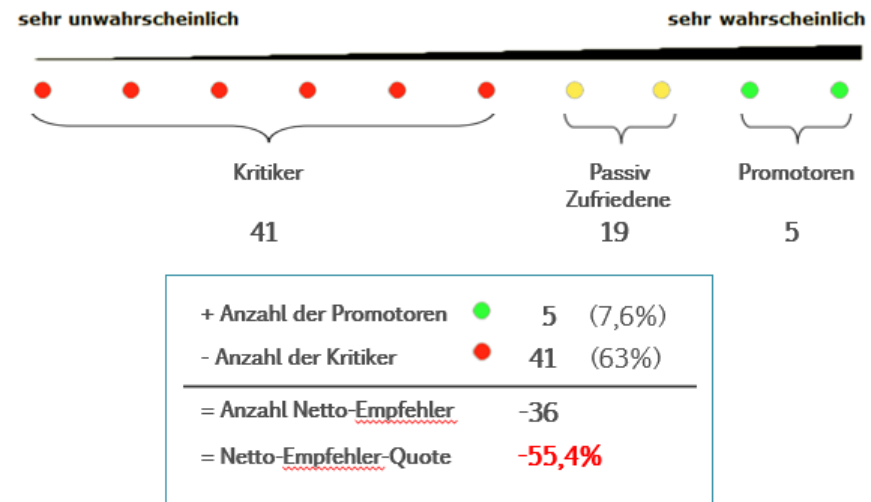 sehr unwahrscheinlich sehr wahrscheinlich
Kritiker Passiv Promotoren
Zufriedene
41 19 5
+ Anzahl der Promotoren 5 (7,6%)
- Anzahl der Kritiker 41 (63%)
= Anzahl Netto-Empfehler -36
= Netto-Empfehler-Quote -55,4%